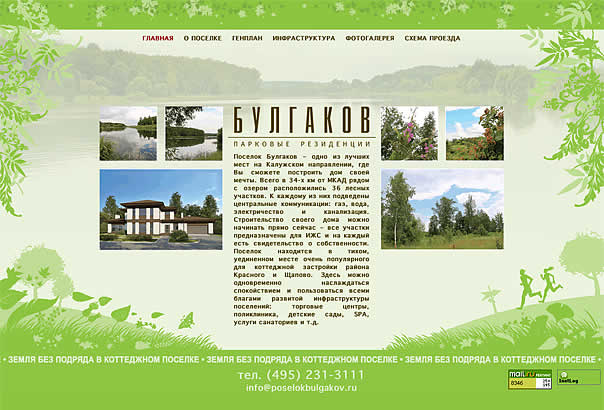 ГЛАВНАЯ О ПОСЕЛКЕ ГЕНПЛАН ИНФРАСТРУКТУРА ФОТОГАЛЕРЕЯ СХЕМА ПРОЕЗДА
БУЛГАКОВ
ПАРКОВЫЕ РЕЗИДЕНЦИИ
Поселок Булгаков – одно из лучших
мест на Калужском направлении, где
Вы сможете построить дом своей
мечты. Всего в 34-х км от МКАД рядом
с озером расположились 36 лесных
участков. К каждому из них подведены
центральные коммуникации: газ, вода,
электричество и канализация.
Строительство своего дома можно
начинать прямо сейчас – все участки
предназначены для ИЖС и на каждый
есть свидетельство о собственности.
Поселок находится в тихом,
уединенном месте очень популярного
для коттеджной застройки района
Красного и Щапово. Здесь можно
одновременно наслаждаться
спокойствием и пользоваться всеми
благами развитой инфраструктуры
поселений: торговые центры,
поликлиника, детские сады, SPA,
услуги санаториев и т.д.
• ЗЕМЛЯ БЕЗ ПОДРЯДА В КОТТЕДЖНОМ ПОСЕЛКЕ • ЗЕМЛЯ БЕЗ ПОДРЯДА В КОТТЕДЖНОМ ПОСЕЛКЕ • ЗЕМЛЯ БЕЗ ПОДРЯДА В КОТТЕДЖНОМ ПОСЕЛКЕ •
тел. (495) 231-3111
info@poselokbulgakov.ru
mail.ru
8346